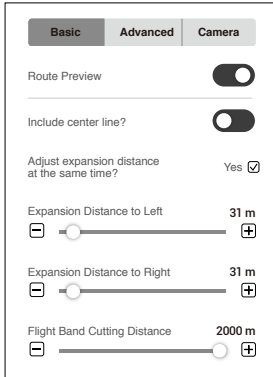 Basic Advanced Camera
Route Preview
Include center line?
Adjust expansion distance
at the same time?
Yes
Expansion Distance to Left 31 m
Expansion Distance to Right 31 m
Flight Band Cutting Distance 2000 m